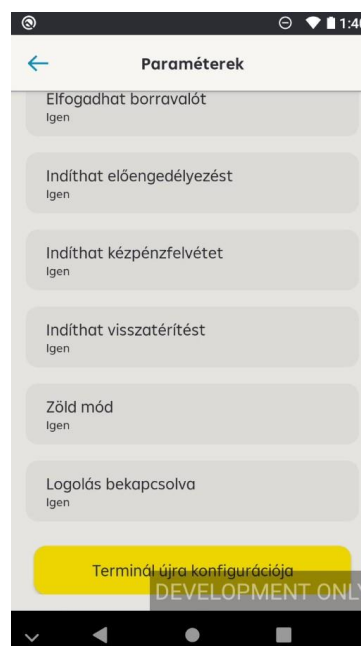 Paraméterek
Elfogadhat borravalót
Igen
Indíthat előengedélyezést
Igen
Indíthat kézpénzfelvétet
Igen
Indíthat visszatérítést
Igen
Zöld mód
Igen
Logolás bekapcsolva
Igen
Terminál újra konfigurációja
DEVELOPMENT ONLY